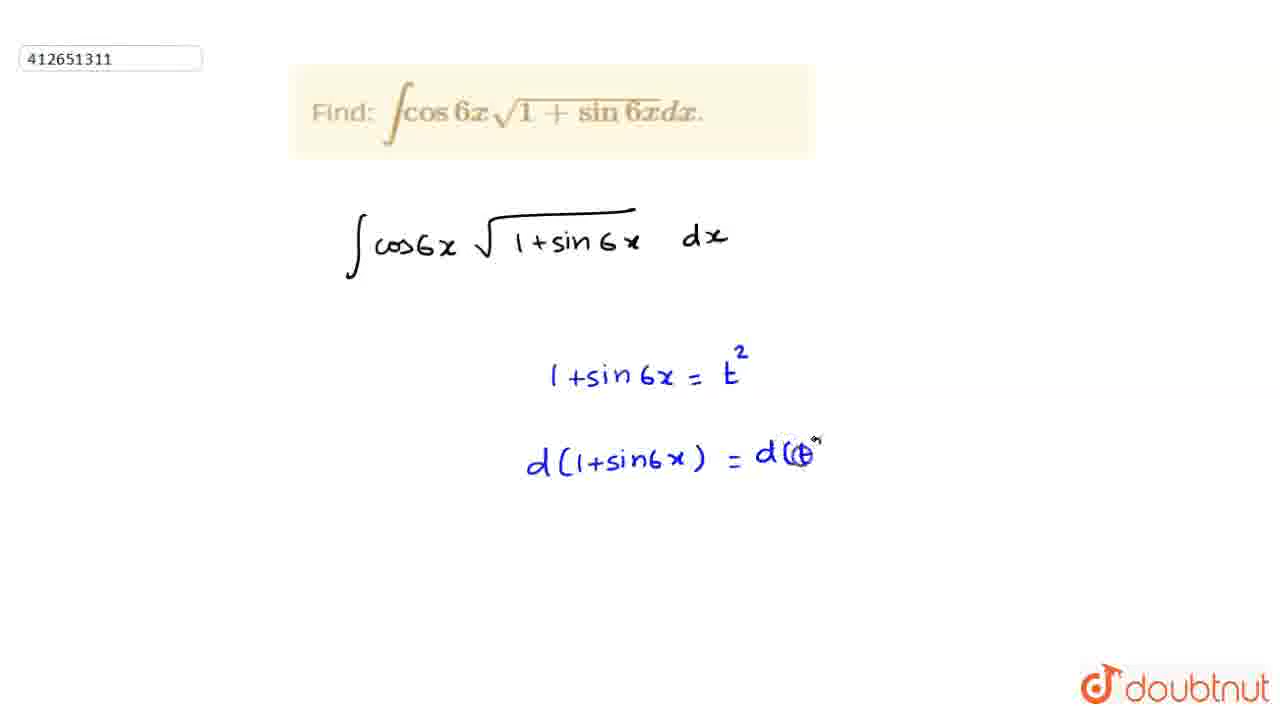 412651311
Find: ∫cos 6x√(1 + sin 6x)dx.
∫cos6x √(1+sin6x) dx
1+sin6x = t²
d(1+sin6x) = d(t
doubtnut